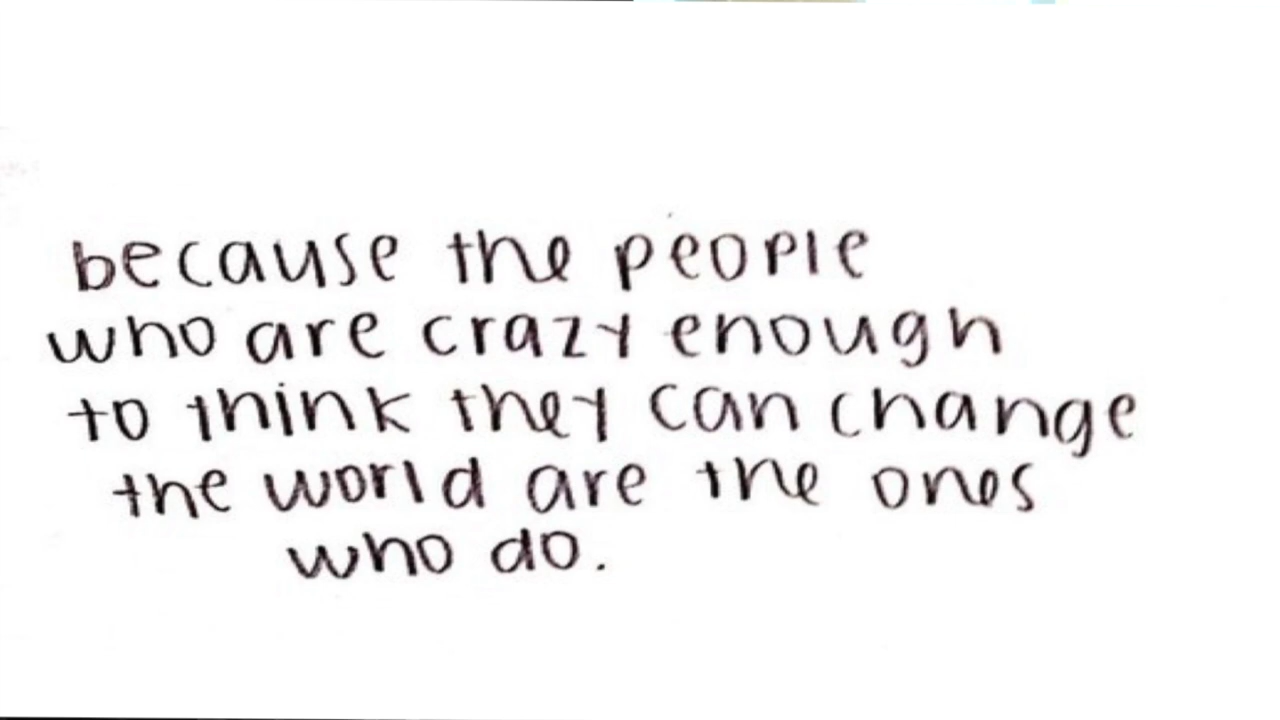 because the people
who are crazy enough
to think they can change
the world are the ones
who do.